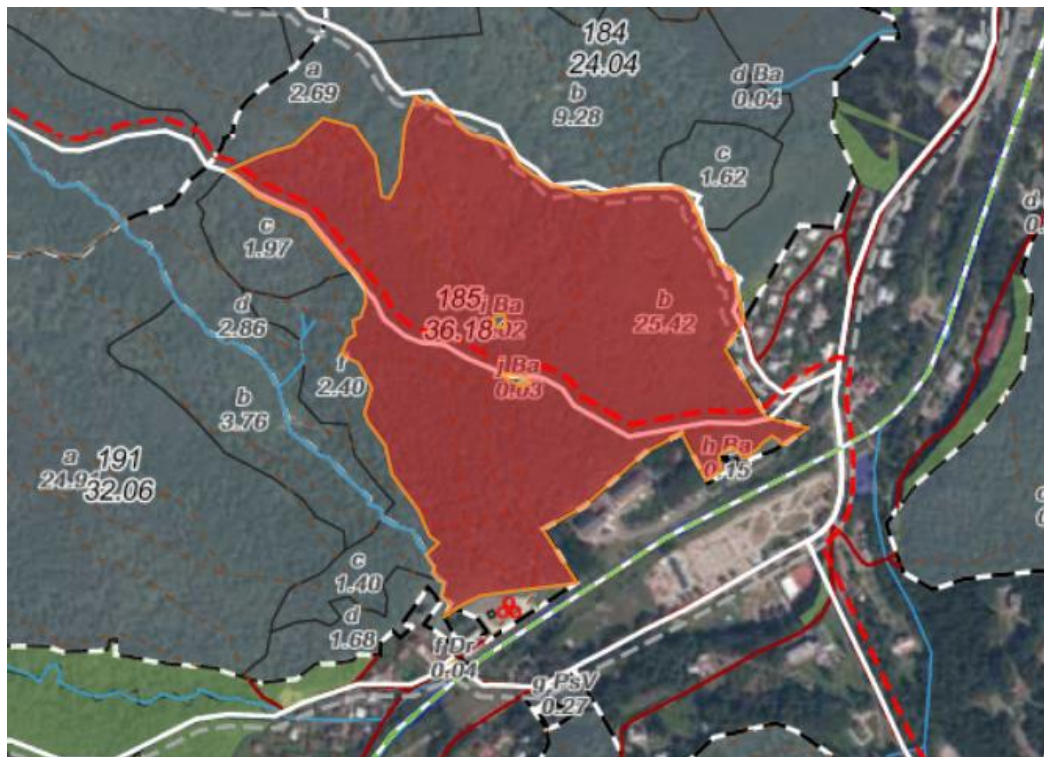 184
24.04
a
2.69
b
9.28
d Ba
0.04
c
1.62
c
1.97
d
185
j Ba
36.18
b
25.42
d
2.86
j Ba
0.03
2.40
b
3.76
h Ba
0.15
a
191
32.06
c
1.40
d
1.68
f Dr
0.04
g PsV
0.27